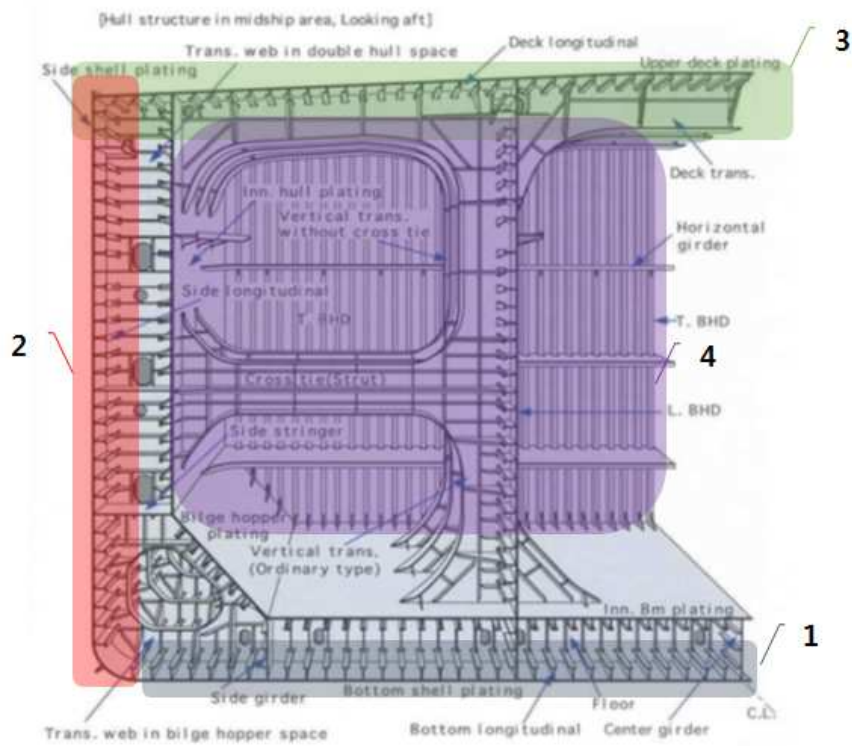 [Hull structure in midship area, Looking aft]
Trans. web in double hull space
Deck longitudinal
3
Side shell plating
Upper deck plating
Deck trans.
Inn. hull plating
Vertical trans.
without cross tie
Horizontal
girder
Side longitudinal
T. BHD
T. BHD
2
4
Cross tie(Strut)
L. BHD
Side stringer
Bilge hopper
plating
Vertical trans.
(Ordinary type)
Inn. Bm plating
1
Side girder
Bottom shell plating
Floor
C.L.
Trans. web in bilge hopper space
Bottom longitudinal
Center girder